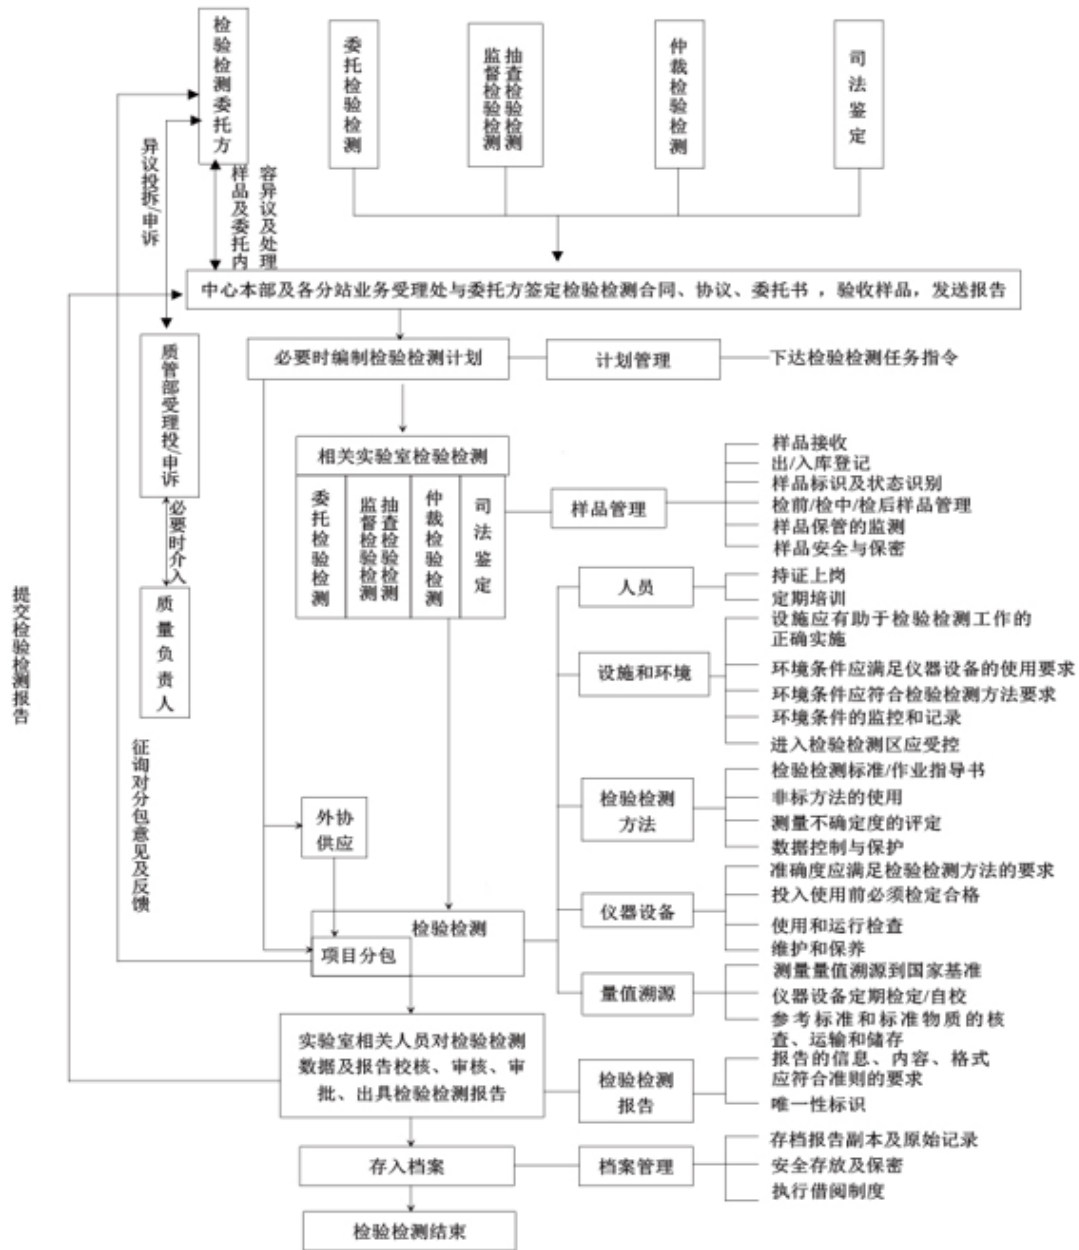 检验检测委托方
委托检验检测
监督检验检测
抽查检验检测
仲裁检验检测
司法鉴定
异议投拆/申诉
样品及委托内
容异议及处理
中心本部及各分站业务受理处与委托方签定检验检测合同、协议、委托书，验收样品，发送报告
质管部受理投/申诉
必要时编制检验检测计划
计划管理
下达检验检测任务指令
相关实验室检验检测
委托检验检测
监督检验检测
抽查检验检测
仲裁检验检测
司法鉴定
样品管理
样品接收
出/入库登记
样品标识及状态识别
检前/检中/检后样品管理
样品保管的监测
样品安全与保密
必要时介入
质量负责人
提交检验检测报告
征询对分包意见及反馈
人员
持证上岗
定期培训
设施和环境
设施应有助于检验检测工作的
正确实施
环境条件应满足仪器设备的使用要求
环境条件应符合检验检测方法要求
环境条件的监控和记录
进入检验检测区应受控
检验检测
方法
检验检测标准/作业指导书
非标方法的使用
测量不确定度的评定
数据控制与保护
外协
供应
仪器设备
准确度应满足检验检测方法的要求
投入使用前必须检定合格
使用和运行检查
维护和保养
检验检测
项目分包
量值溯源
测量量值溯源到国家基准
仪器设备定期检定/自校
参考标准和标准物质的核
查、运输和储存
实验室相关人员对检验检测
数据及报告校核、审核、审
批、出具检验检测报告
检验检测
报告
报告的信息、内容、格式
应符合准则的要求
唯一性标识
存入档案
档案管理
存档报告副本及原始记录
安全存放及保密
执行借阅制度
检验检测结束